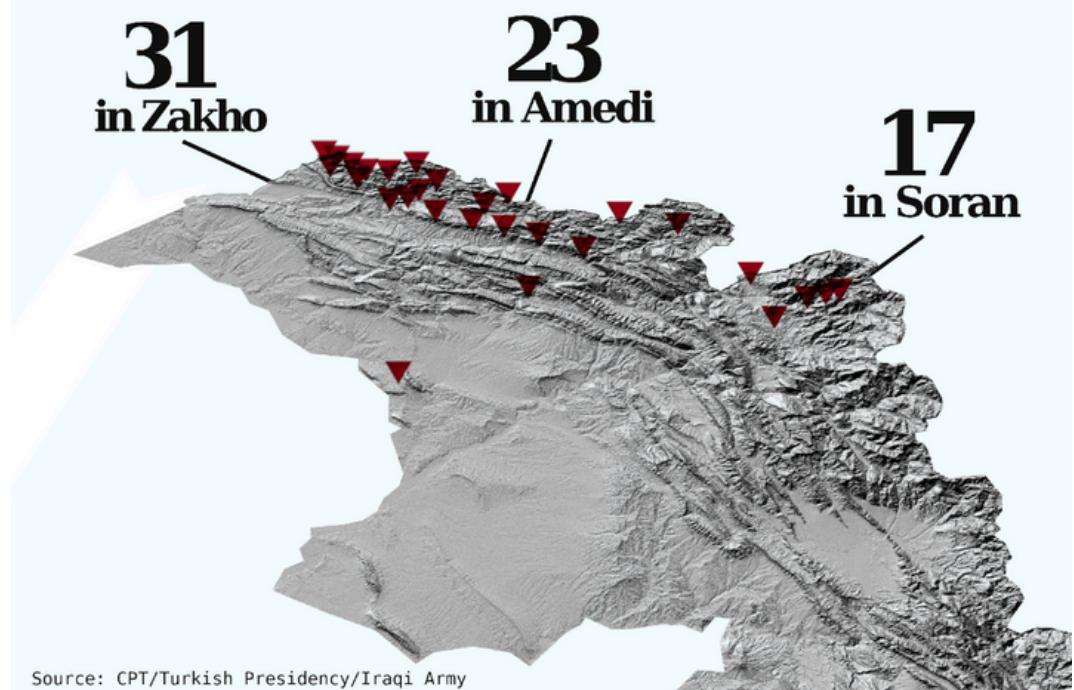 31
in Zakho
23
in Amedi
17
in Soran
Source: CPT/Turkish Presidency/Iraqi Army